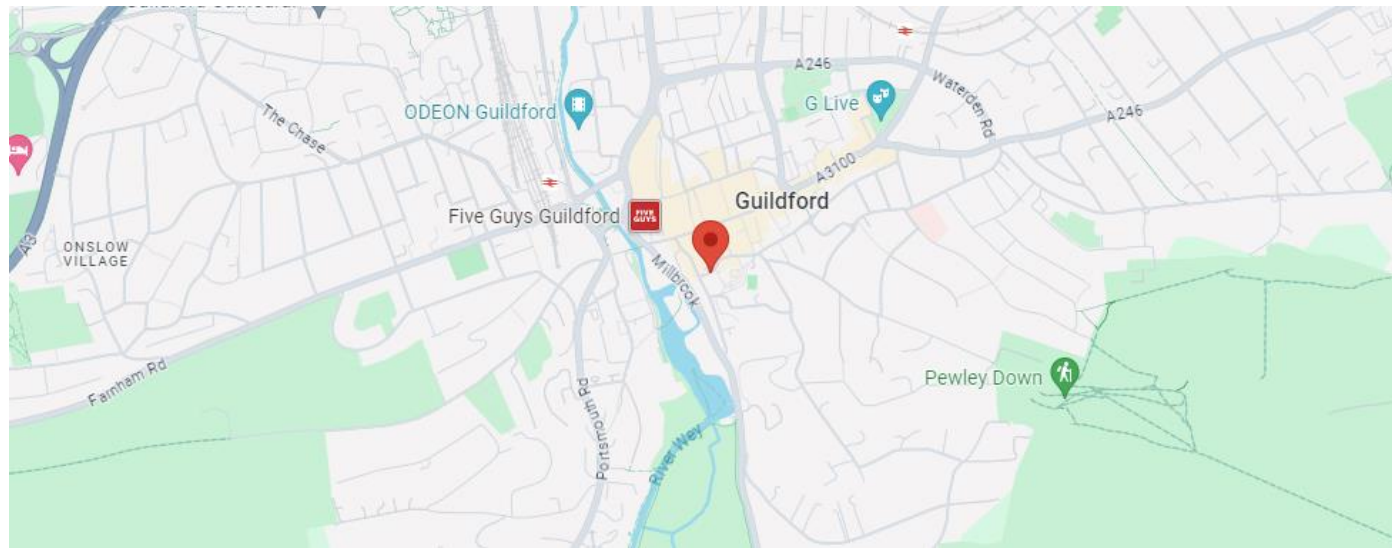 A246
Waterden Rd
G Live
ODEON Guildford
A246
The Chase
A3100
Guildford
Five Guys Guildford
FIVE
GUYS
A3
ONSLOW
VILLAGE
Millbrook
Farnham Rd
Pewley Down
Portsmouth Rd
River Wey